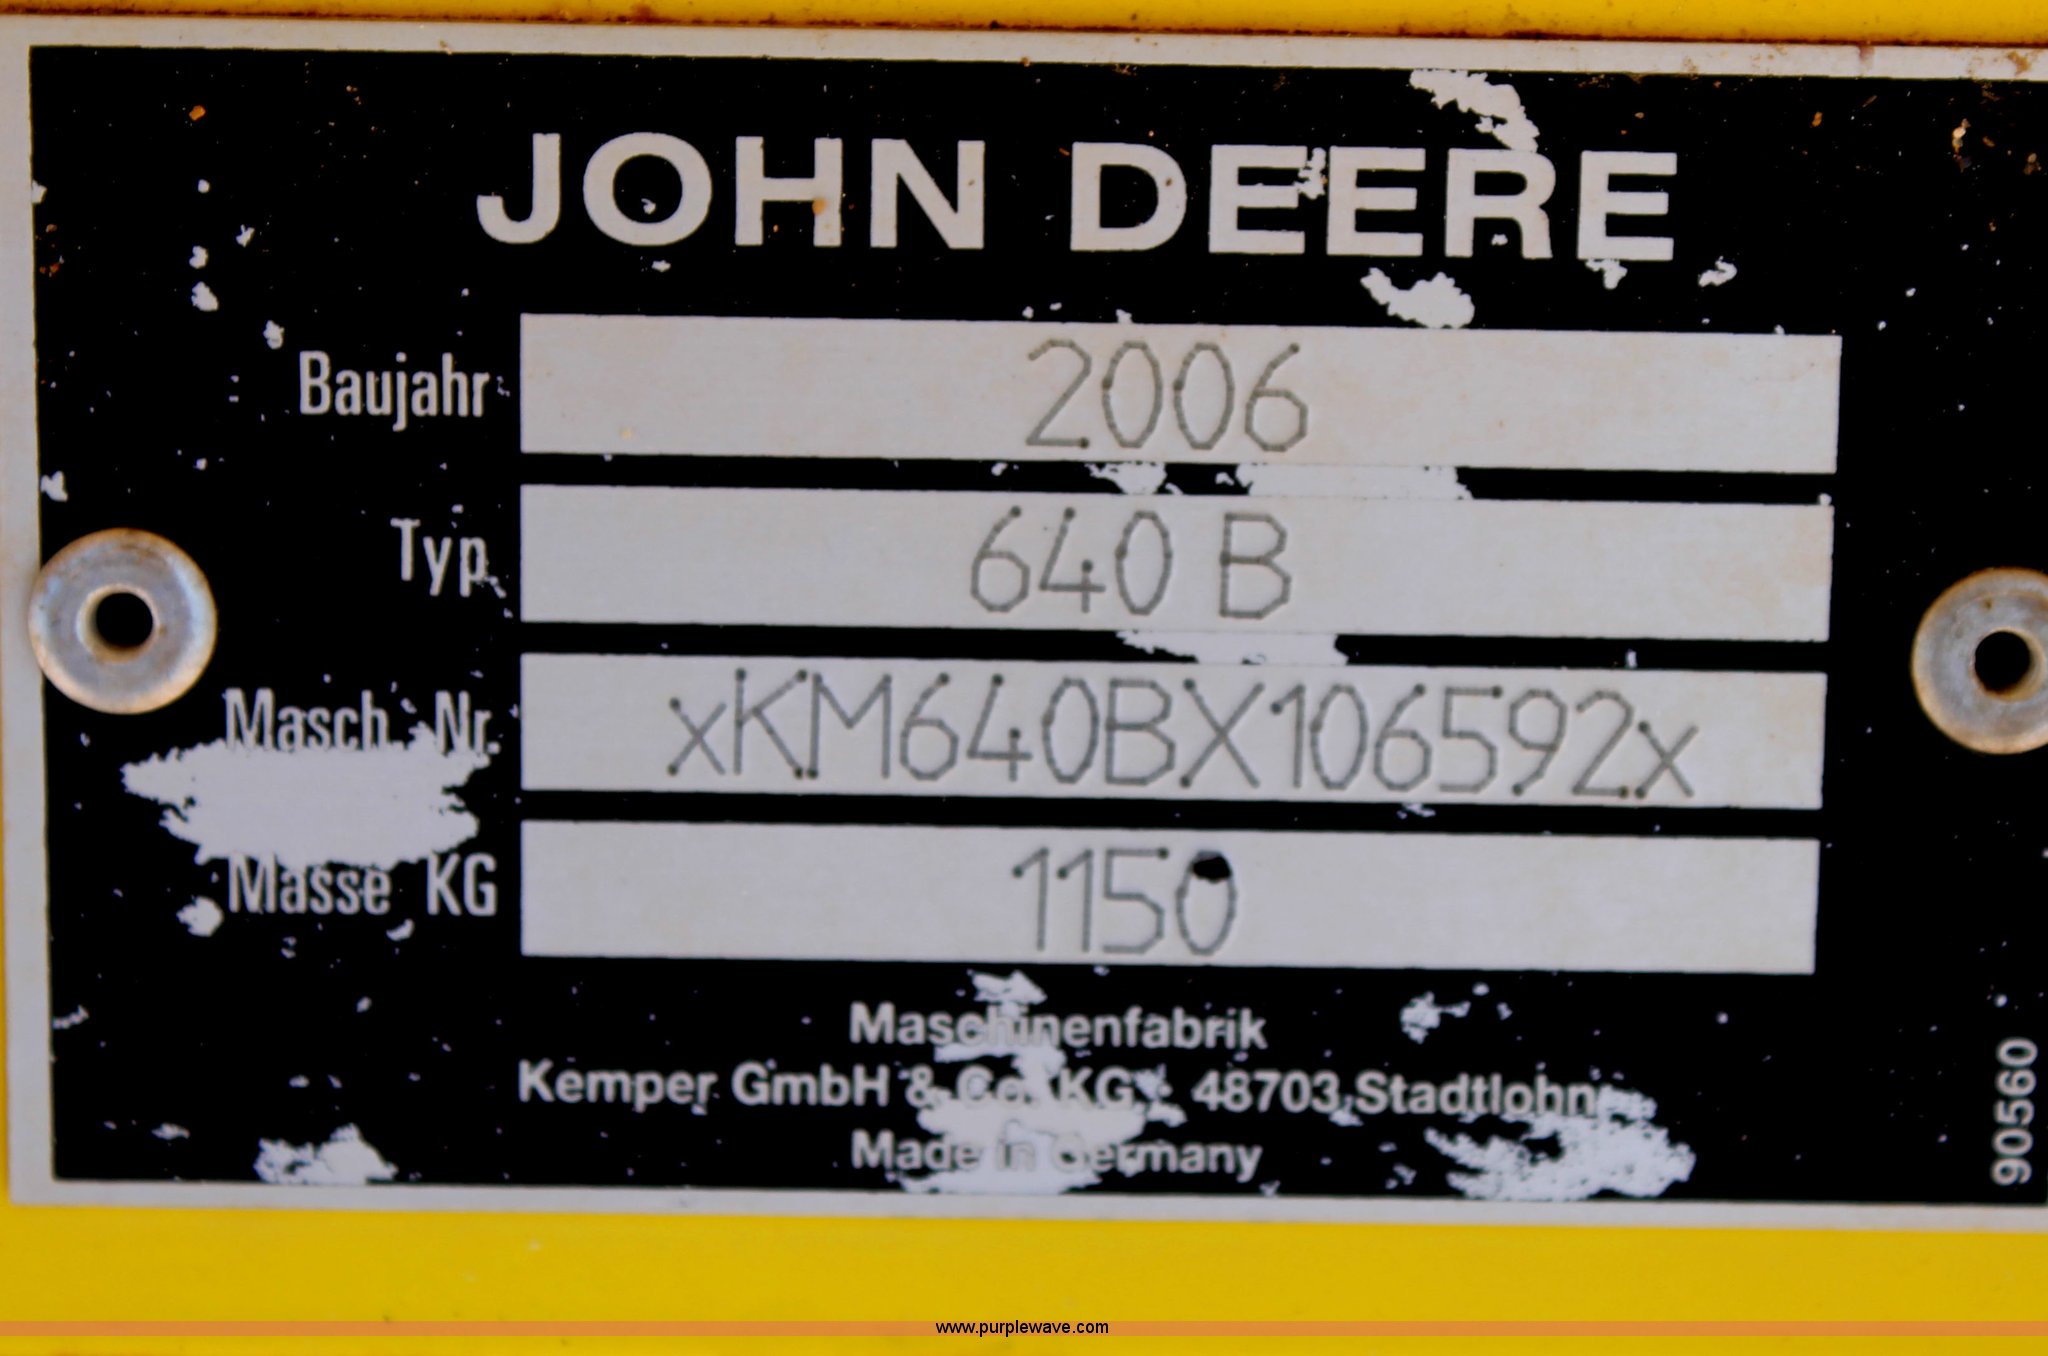 JOHN DEERE
Baujahr 2006
Typ 640 B
Masch.-Nr. xKM640BX106592x
Masse KG 1150
Maschinenfabrik
Kemper GmbH & Co. KG · 48703 Stadtlohn
Made in Germany
90560
www.purplewave.com